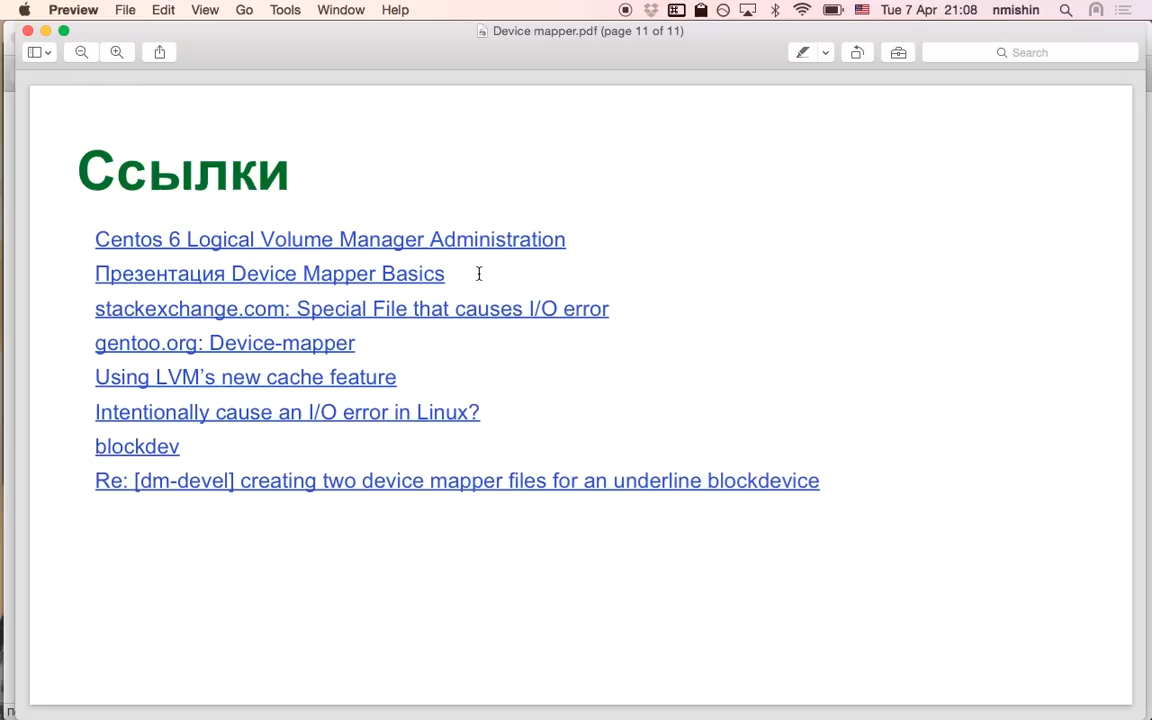 Preview File Edit View Go Tools Window Help Tue 7 Apr 21:08 nmishin
Device mapper.pdf (page 11 of 11)
Search
Ссылки
Centos 6 Logical Volume Manager Administration
Презентация Device Mapper Basics
stackexchange.com: Special File that causes I/O error
gentoo.org: Device-mapper
Using LVM’s new cache feature
Intentionally cause an I/O error in Linux?
blockdev
Re: [dm-devel] creating two device mapper files for an underline blockdevice